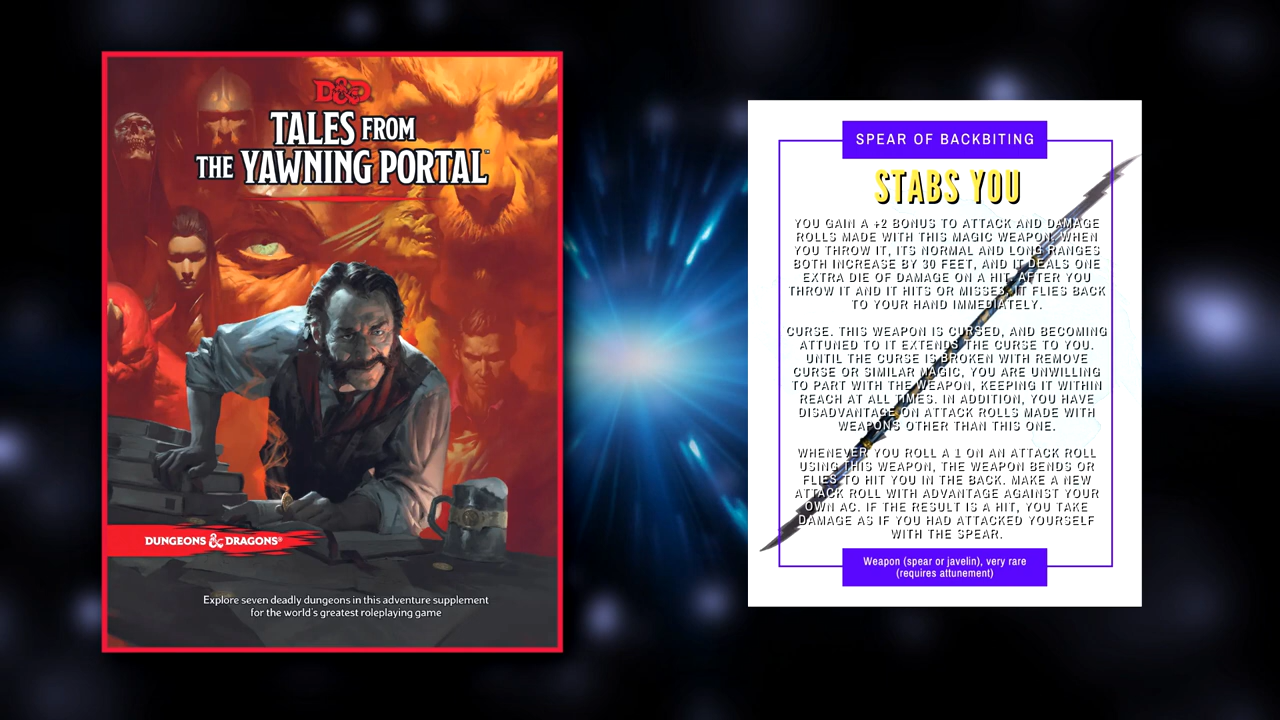 D&D
TALES FROM
THE YAWNING PORTAL™
DUNGEONS & DRAGONS®
Explore seven deadly dungeons in this adventure supplement
for the world's greatest roleplaying game
SPEAR OF BACKBITING
STABS YOU
YOU GAIN A +2 BONUS TO ATTACK AND DAMAGE
ROLLS MADE WITH THIS MAGIC WEAPON. WHEN
YOU THROW IT, ITS NORMAL AND LONG RANGES
BOTH INCREASE BY 30 FEET, AND IT DEALS ONE
EXTRA DIE OF DAMAGE ON A HIT. AFTER YOU
THROW IT AND IT HITS OR MISSES, IT FLIES BACK
TO YOUR HAND IMMEDIATELY.
CURSE. THIS WEAPON IS CURSED, AND BECOMING
ATTUNED TO IT EXTENDS THE CURSE TO YOU.
UNTIL THE CURSE IS BROKEN WITH REMOVE
CURSE OR SIMILAR MAGIC, YOU ARE UNWILLING
TO PART WITH THE WEAPON, KEEPING IT WITHIN
REACH AT ALL TIMES. IN ADDITION, YOU HAVE
DISADVANTAGE ON ATTACK ROLLS MADE WITH
WEAPONS OTHER THAN THIS ONE.
WHENEVER YOU ROLL A 1 ON AN ATTACK ROLL
USING THIS WEAPON, THE WEAPON BENDS OR
FLIES TO HIT YOU IN THE BACK. MAKE A NEW
ATTACK ROLL WITH ADVANTAGE AGAINST YOUR
OWN AC. IF THE RESULT IS A HIT, YOU TAKE
DAMAGE AS IF YOU HAD ATTACKED YOURSELF
WITH THE SPEAR.
Weapon (spear or javelin), very rare
(requires attunement)